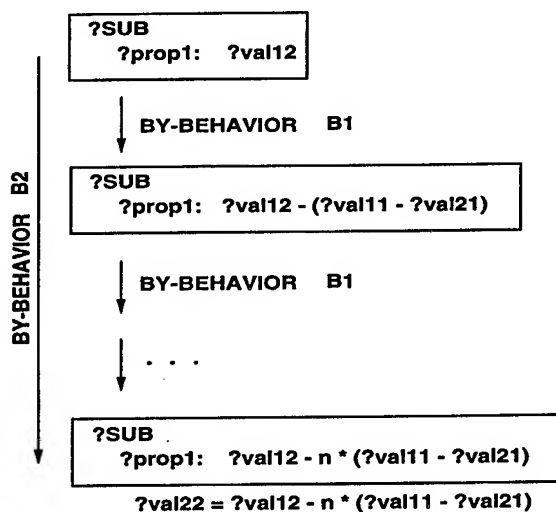 ?SUB
?prop1: ?val12
BY-BEHAVIOR B1
BY-BEHAVIOR B2
?SUB
?prop1: ?val12 - (?val11 - ?val21)
BY-BEHAVIOR B1
. . .
?SUB
?prop1: ?val12 - n * (?val11 - ?val21)
?val22 = ?val12 - n * (?val11 - ?val21)